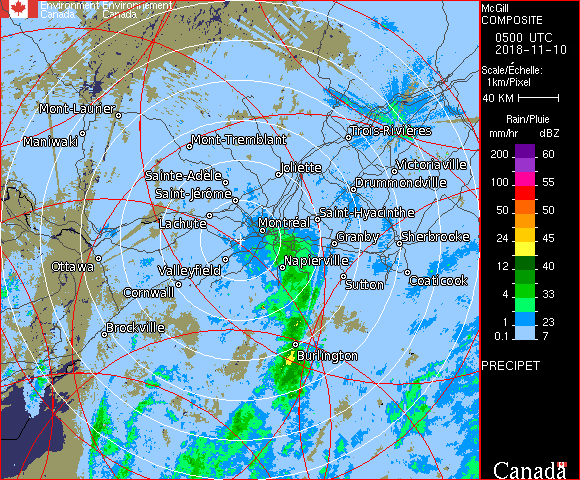 Environment Environnement
Canada Canada
McGill
COMPOSITE
0500 UTC
2018-11-10
Scale/Échelle:
1km/Pixel
40 KM
Rain/Pluie
mm/hr dBZ
200 60
100 55
50 50
24 45
12 40
4 33
1 23
0.1 7
PRECIPET
Canada
Mont-Laurier
Maniwaki
Mont-Tremblant
Trois-Rivières
Joliette
Victoriaville
Sainte-Adèle
Drummondville
Saint-Jérôme
Saint-Hyacinthe
Lachute
Montréal
Granby
Sherbrooke
Ottawa
Valleyfield
Napierville
Cornwall
Sutton
Coaticook
Brockville
Burlington